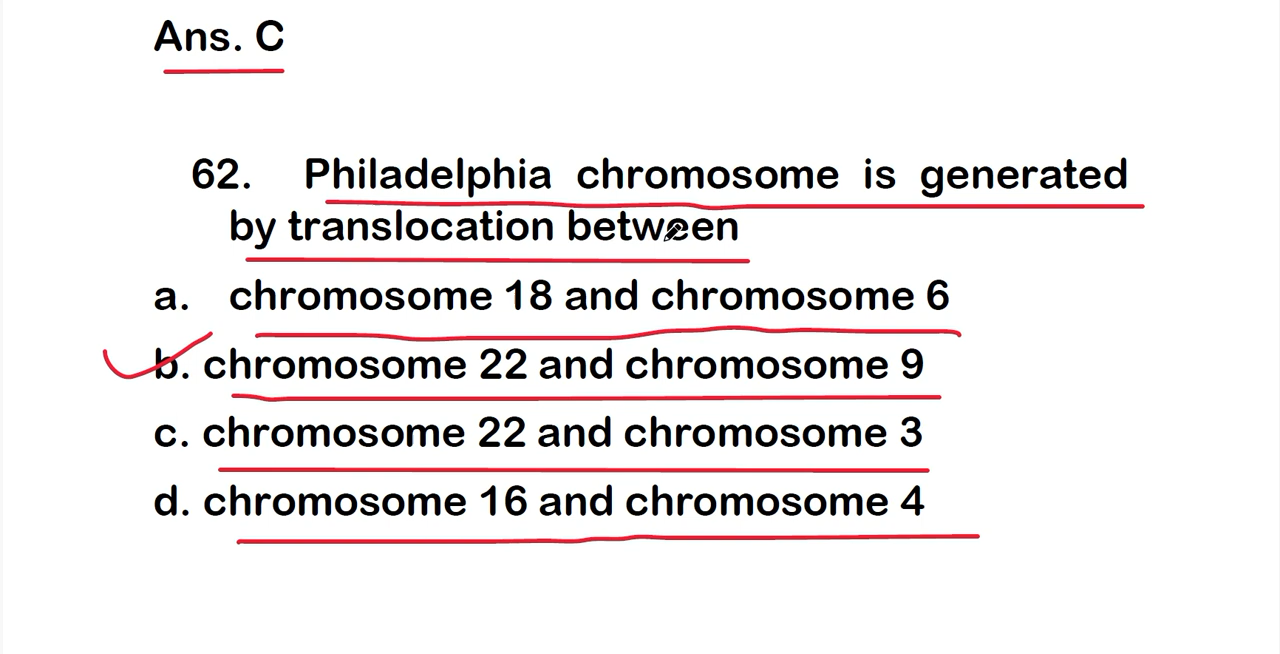 Ans. C
62. Philadelphia chromosome is generated
by translocation between
a. chromosome 18 and chromosome 6
b. chromosome 22 and chromosome 9
c. chromosome 22 and chromosome 3
d. chromosome 16 and chromosome 4